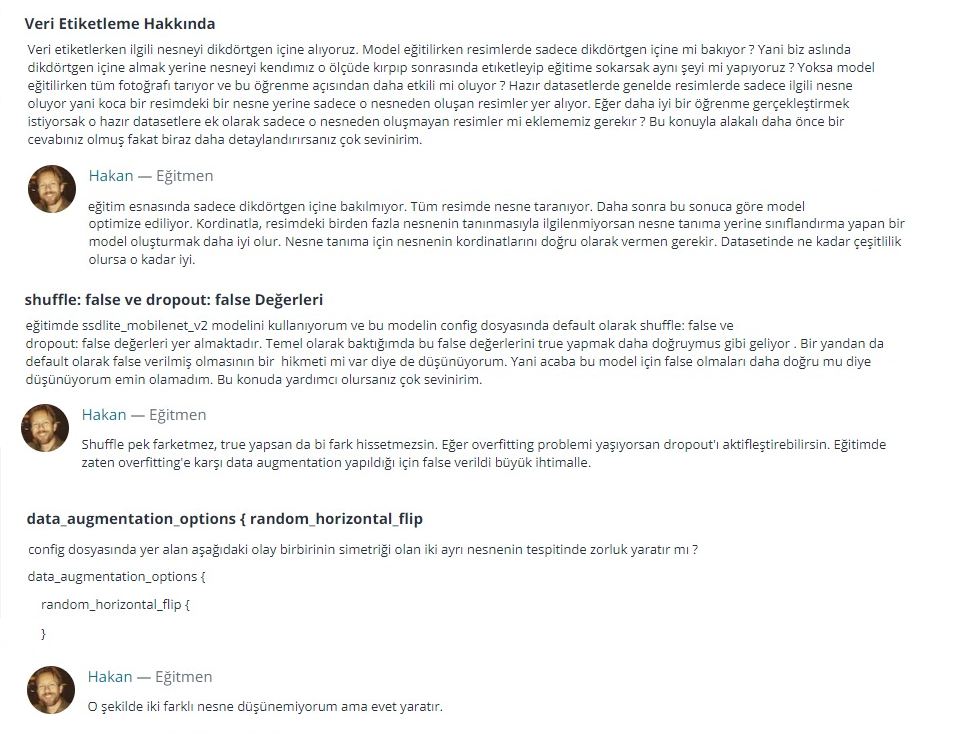 Veri Etiketleme Hakkında
Veri etiketlerken ilgili nesneyi dikdörtgen içine alıyoruz. Model eğitilirken resimlerde sadece dikdörtgen içine mi bakıyor ? Yani biz aslında
dikdörtgen içine almak yerine nesneyi kendımız o ölçüde kırpıp sonrasında etıketleyip eğitime sokarsak aynı şeyi mi yapıyoruz ? Yoksa model
eğitilirken tüm fotoğrafı tarıyor ve bu öğrenme açısından daha etkili mi oluyor ? Hazır datasetlerde genelde resimlerde sadece ilgili nesne
oluyor yani koca bir resimdeki bir nesne yerine sadece o nesneden oluşan resimler yer alıyor. Eğer daha iyi bir öğrenme gerçekleştirmek
istiyorsak o hazır datasetlere ek olarak sadece o nesneden oluşmayan resimler mi eklememiz gerekır ? Bu konuyla alakalı daha önce bir
cevabınız olmuş fakat biraz daha detaylandırırsanız çok sevinirim.
Hakan — Eğitmen
eğitim esnasında sadece dikdörtgen içine bakılmıyor. Tüm resimde nesne taranıyor. Daha sonra bu sonuca göre model
optimize ediliyor. Kordinatla, resimdeki birden fazla nesnenin tanınmasıyla ilgilenmiyorsan nesne tanıma yerine sınıflandırma yapan bir
model oluşturmak daha iyi olur. Nesne tanıma için nesnenin kordinatlarını doğru olarak vermen gerekir. Datasetinde ne kadar çeşitlilik
olursa o kadar iyi.
shuffle: false ve dropout: false Değerleri
eğitimde ssdlite_mobilenet_v2 modelini kullanıyorum ve bu modelin config dosyasında default olarak shuffle: false ve
dropout: false değerleri yer almaktadır. Temel olarak baktığımda bu false değerlerini true yapmak daha doğruymus gibi geliyor . Bir yandan da
default olarak false verilmiş olmasının bir hikmeti mi var diye de düşünüyorum. Yani acaba bu model için false olmaları daha doğru mu diye
düşünüyorum emin olamadım. Bu konuda yardımcı olursanız çok sevinirim.
Hakan — Eğitmen
Shuffle pek farketmez, true yapsan da bi fark hissetmezsin. Eğer overfitting problemi yaşıyorsan dropout'ı aktifleştirebilirsin. Eğitimde
zaten overfitting'e karşı data augmentation yapıldığı için false verildi büyük ihtimalle.
data_augmentation_options { random_horizontal_flip
config dosyasında yer alan aşağıdaki olay birbirinin simetriği olan iki ayrı nesnenin tespitinde zorluk yaratır mı ?
data_augmentation_options {
random_horizontal_flip {
}
Hakan — Eğitmen
O şekilde iki farklı nesne düşünemiyorum ama evet yaratır.